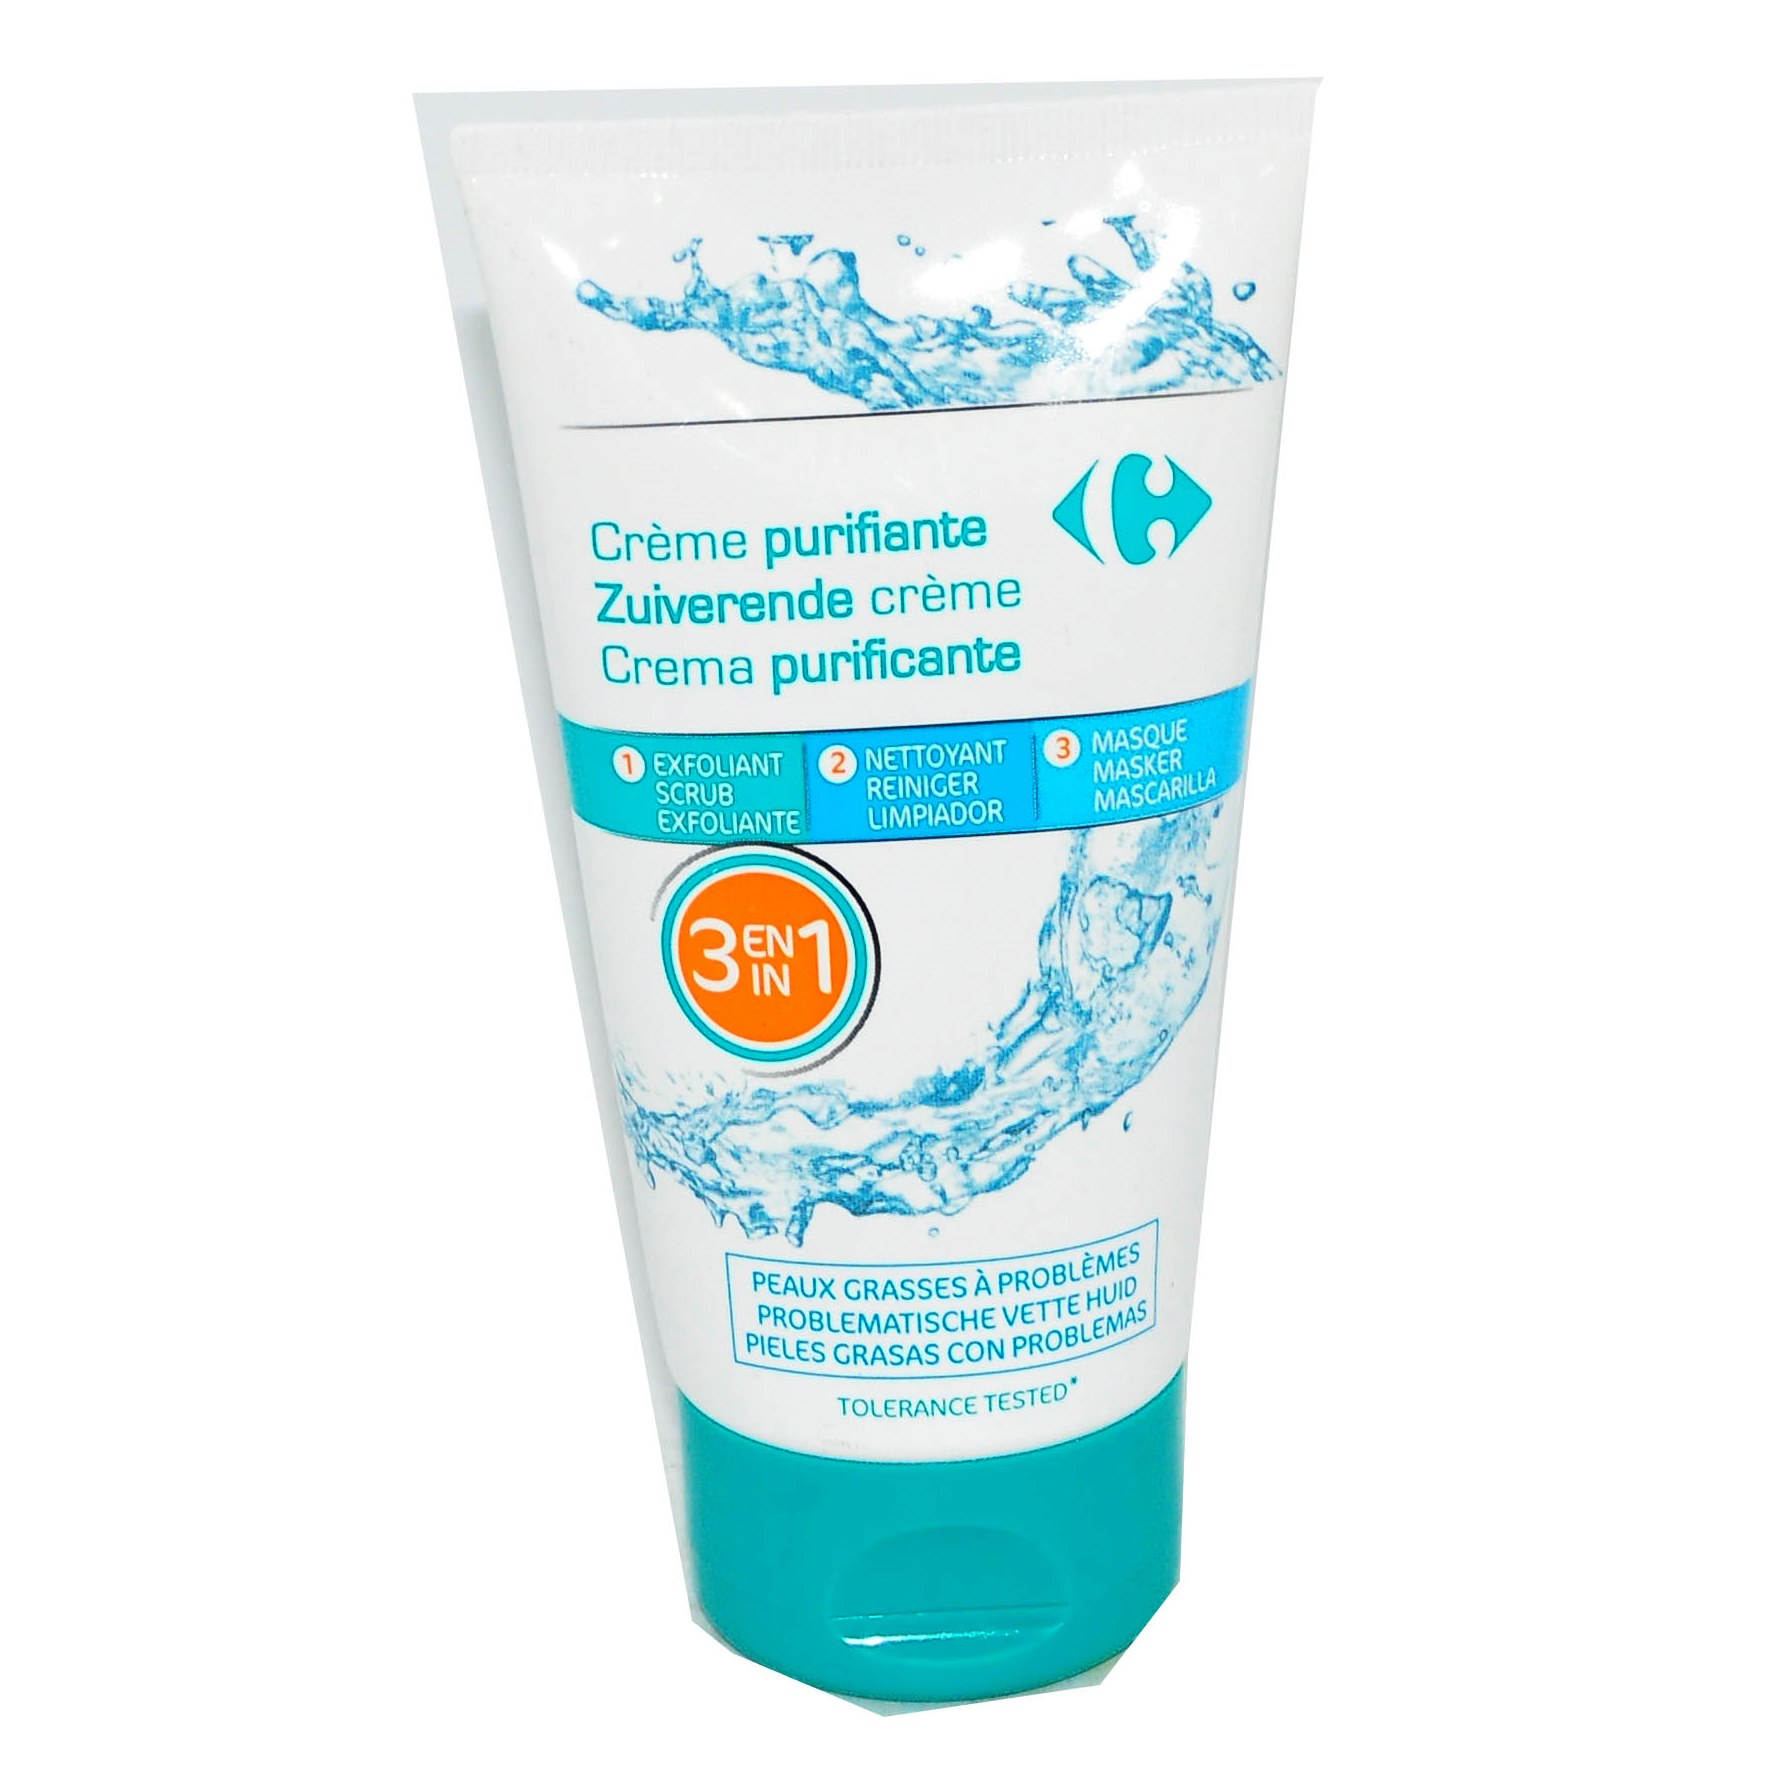 Crème purifiante
Zuiverende crème
Crema purificante
1 EXFOLIANT
SCRUB
EXFOLIANTE
2 NETTOYANT
REINIGER
LIMPIADOR
3 MASQUE
MASKER
MASCARILLA
3 EN IN 1
PEAUX GRASSES À PROBLÈMES
PROBLEMATISCHE VETTE HUID
PIELES GRASAS CON PROBLEMAS
TOLERANCE TESTED*